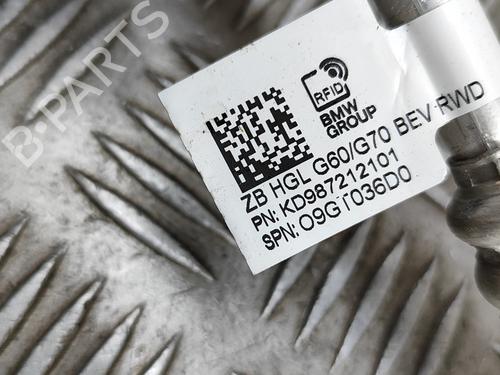 B-PARTS
RFID
BMW
GROUP
ZB HGL G60/G70 BEV RWD
PN: KD987212101
SPN: O9GT036D0